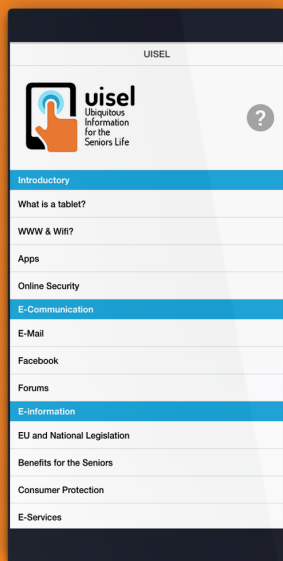 UISEL
uisel
Ubiquitous
Information
for the
Seniors Life
?
Introductory
What is a tablet?
WWW & Wifi?
Apps
Online Security
E-Communication
E-Mail
Facebook
Forums
E-information
EU and National Legislation
Benefits for the Seniors
Consumer Protection
E-Services